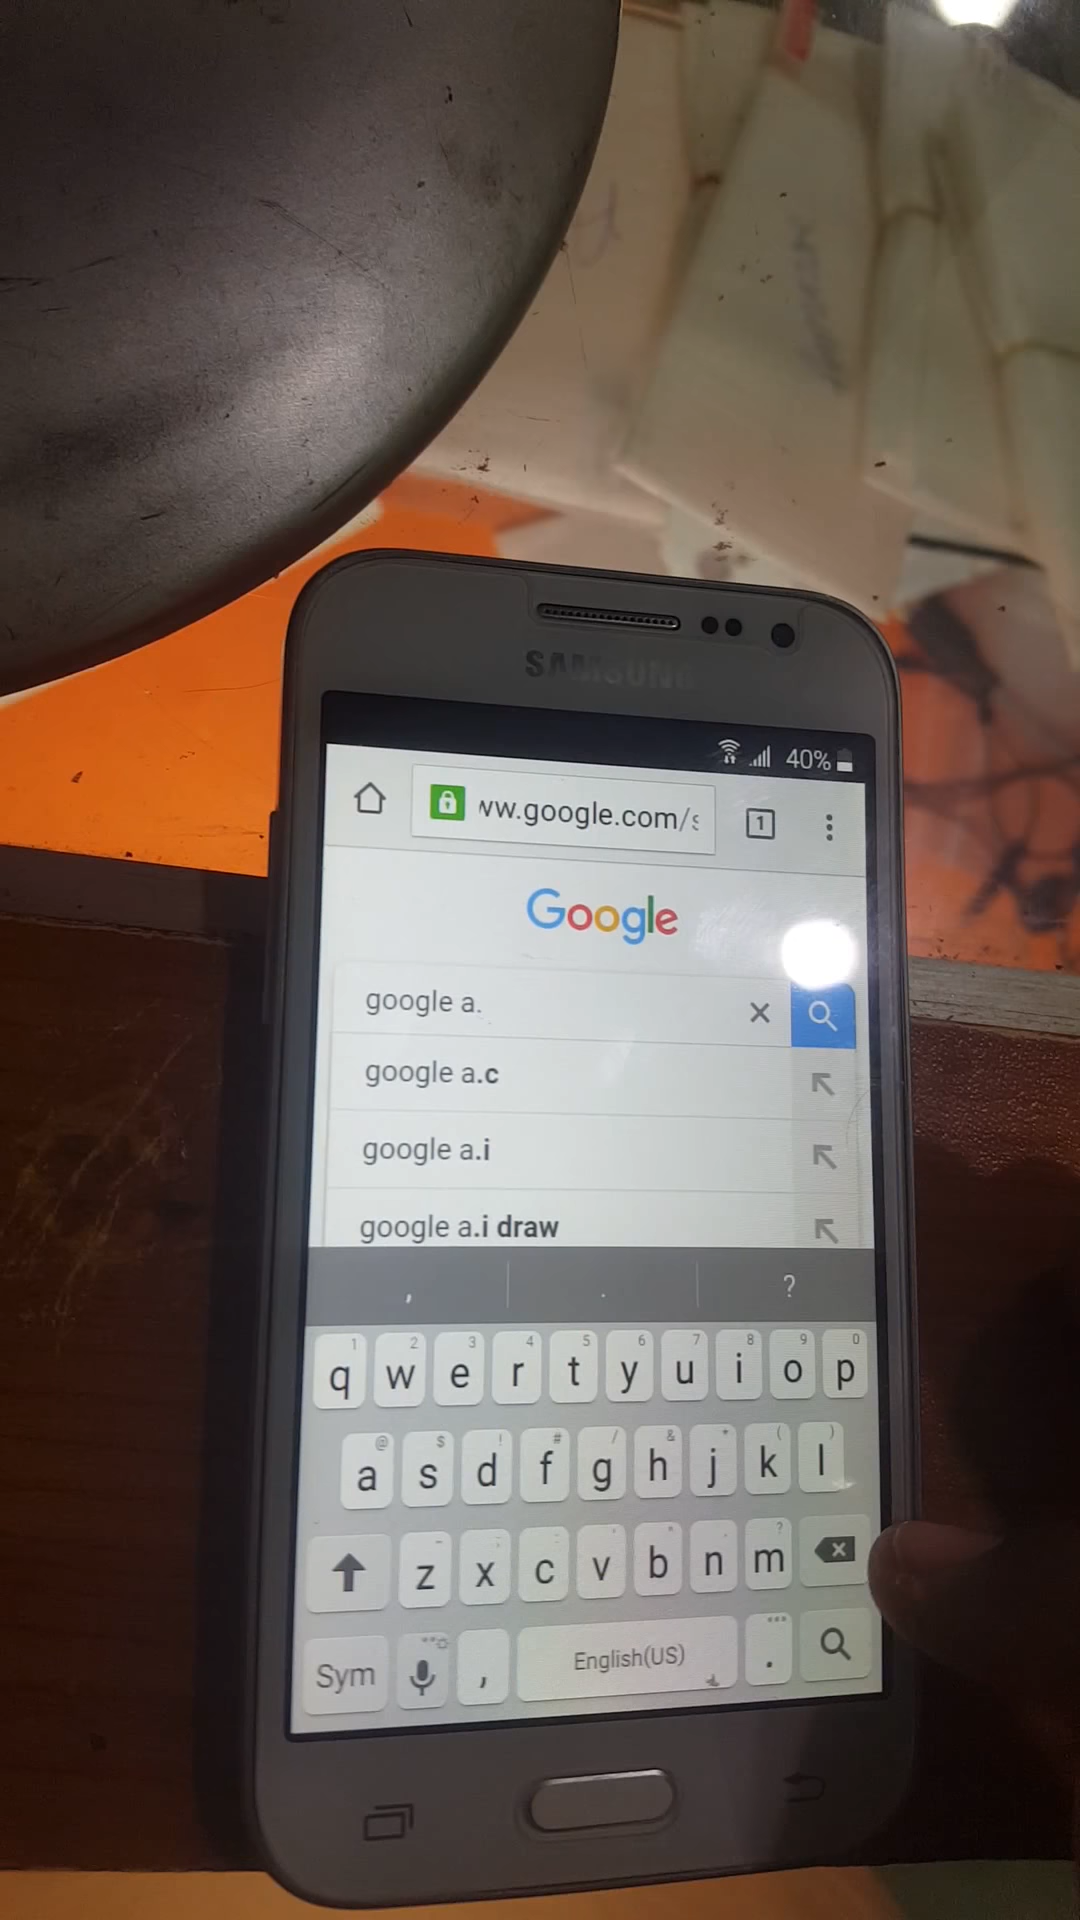 SAMSUNG
40%
ww.google.com/s
1
Google
google a.
google a.c
google a.i
google a.i draw
, . ?
1 2 3 4 5 6 7 8 9 0
q w e r t y u i o p
@ $ ! # / & * ( )
a s d f g h j k l
z x c v b n m
Sym , English(US) .